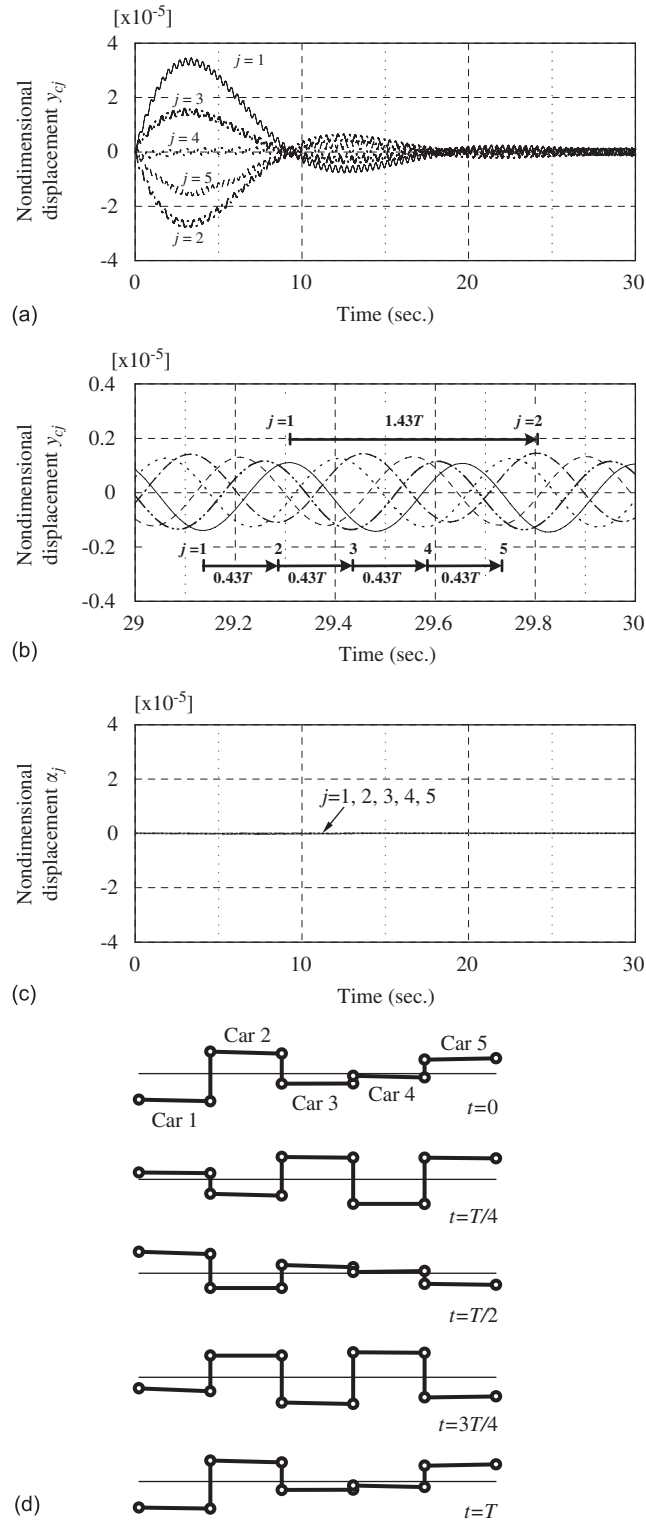 [x10-5]
Nondimensional
displacement ycj
4
2
0
-2
-4
j = 1
j = 3
j = 4
j = 5
j = 2
0 10 20 30
Time (sec.)
(a)
[x10-5]
Nondimensional
displacement ycj
0.4
0.2
0
-0.2
-0.4
j =1 1.43T j=2
j=1 2 3 4 5
0.43T 0.43T 0.43T 0.43T
29 29.2 29.4 29.6 29.8 30
Time (sec.)
(b)
[x10-5]
Nondimensional
displacement αj
4
2
0
-2
-4
j=1, 2, 3, 4, 5
0 10 20 30
Time (sec.)
(c)
Car 2
Car 5
Car 1
Car 3
Car 4
t=0
t=T/4
t=T/2
t=3T/4
t=T
(d)